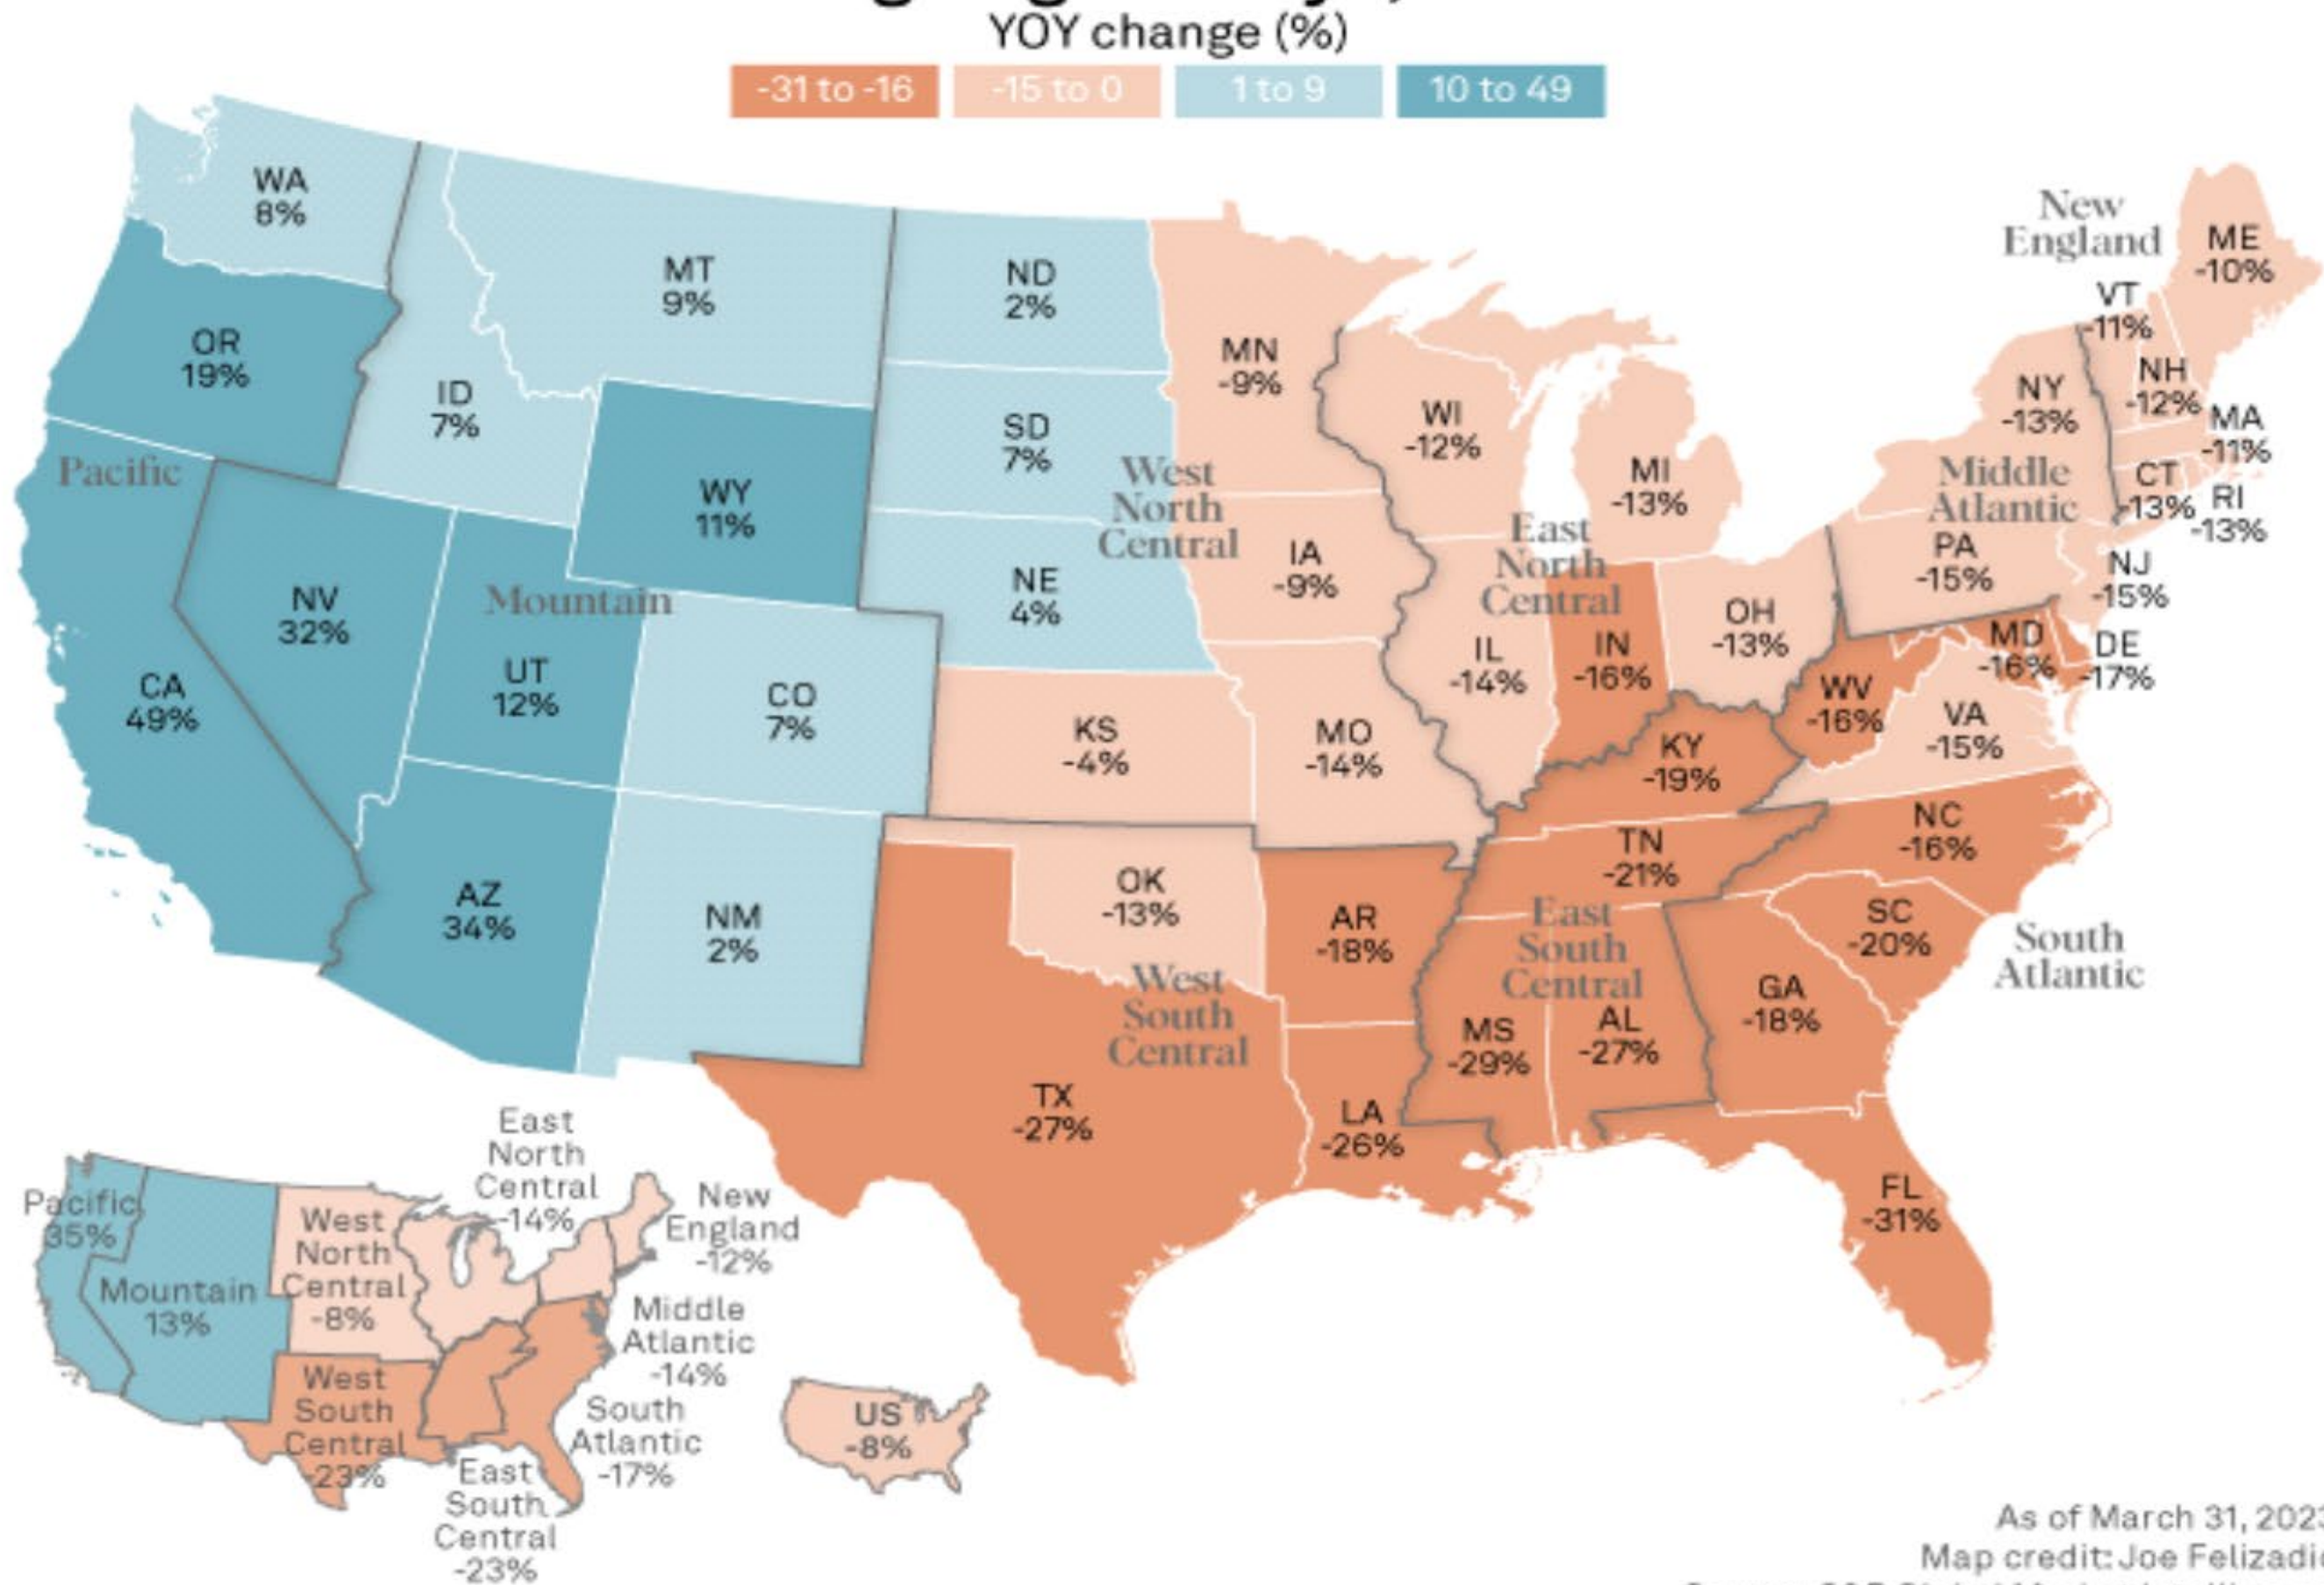 YOY change (%)
-31 to -16
-15 to 0
1 to 9
10 to 49
WA
8%
OR
19%
Pacific
CA
49%
MT
9%
ID
7%
WY
11%
NV
32%
Mountain
UT
12%
CO
7%
AZ
34%
NM
2%
ND
2%
SD
7%
NE
4%
KS
-4%
MN
-9%
West
North
Central
IA
-9%
MO
-14%
WI
-12%
MI
-13%
East
North
Central
IL
-14%
IN
-16%
OH
-13%
New
England
ME
-10%
VT
-11%
NH
-12%
MA
-11%
CT
-13%
RI
-13%
NY
-13%
Middle
Atlantic
PA
-15%
NJ
-15%
MD
-16%
DE
-17%
WV
-16%
VA
-15%
KY
-19%
TN
-21%
NC
-16%
SC
-20%
South
Atlantic
GA
-18%
FL
-31%
East
South
Central
MS
-29%
AL
-27%
OK
-13%
AR
-18%
West
South
Central
TX
-27%
LA
-26%
Pacific
35%
Mountain
13%
West
North
Central
-8%
East
North
Central
-14%
New
England
-12%
Middle
Atlantic
-14%
South
Atlantic
-17%
West
South
Central
-23%
East
South
Central
-23%
US
-8%
As of March 31, 2023
Map credit: Joe